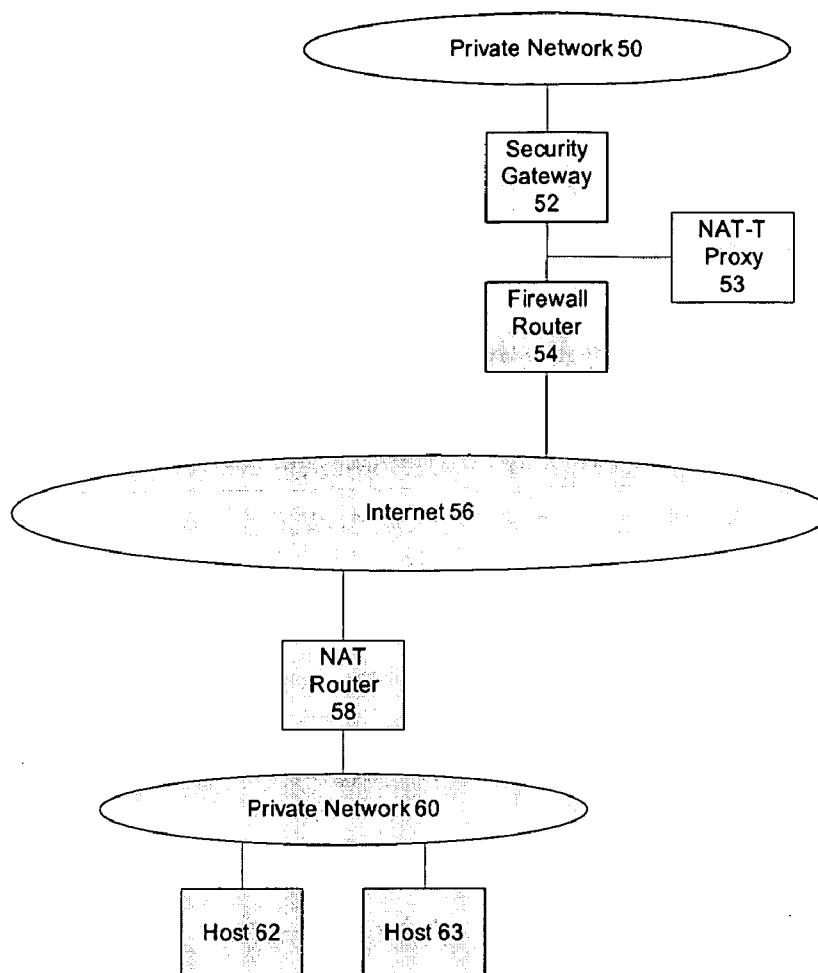 Private Network 50
Security
Gateway
52
NAT-T
Proxy
53
Firewall
Router
54
Internet 56
NAT
Router
58
Private Network 60
Host 62
Host 63